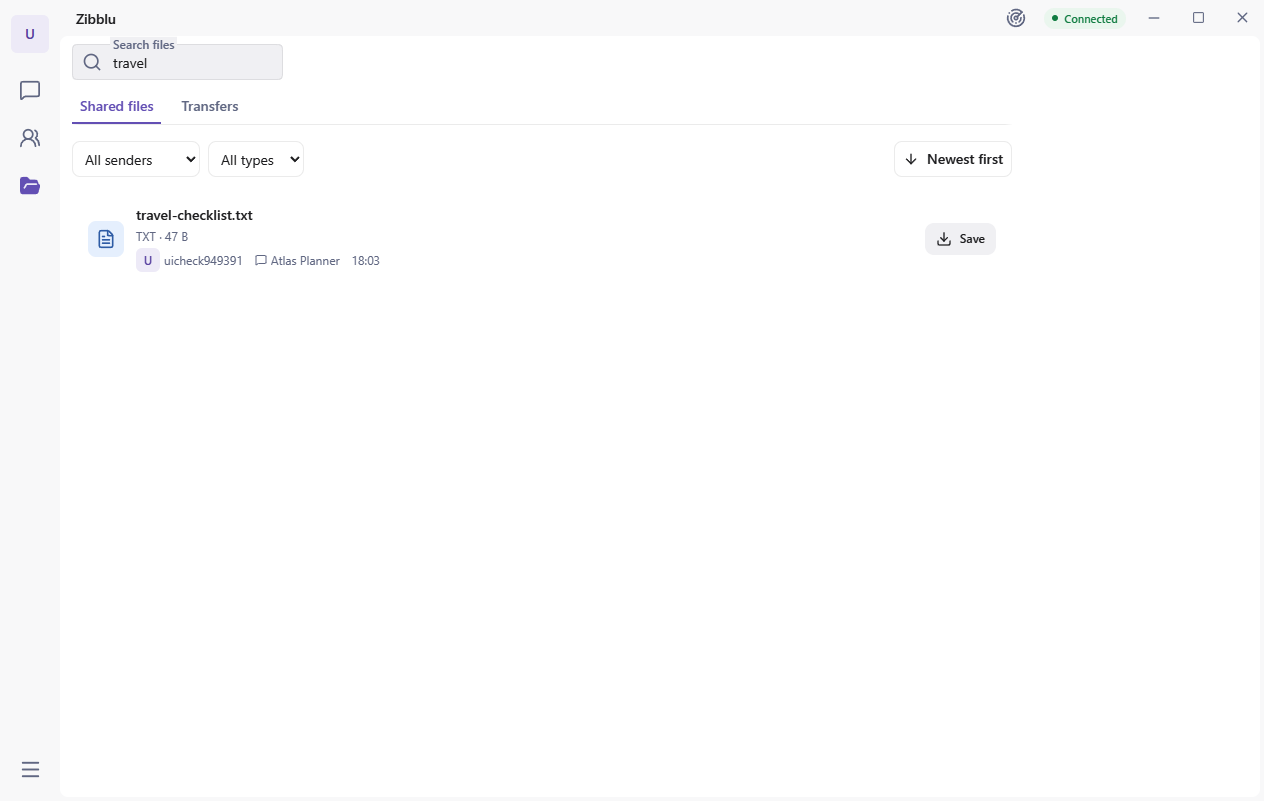 U
Zibblu
Connected
Search files
travel
Shared files
Transfers
All senders
All types
Newest first
travel-checklist.txt
TXT · 47 B
U uicheck949391 Atlas Planner 18:03
Save